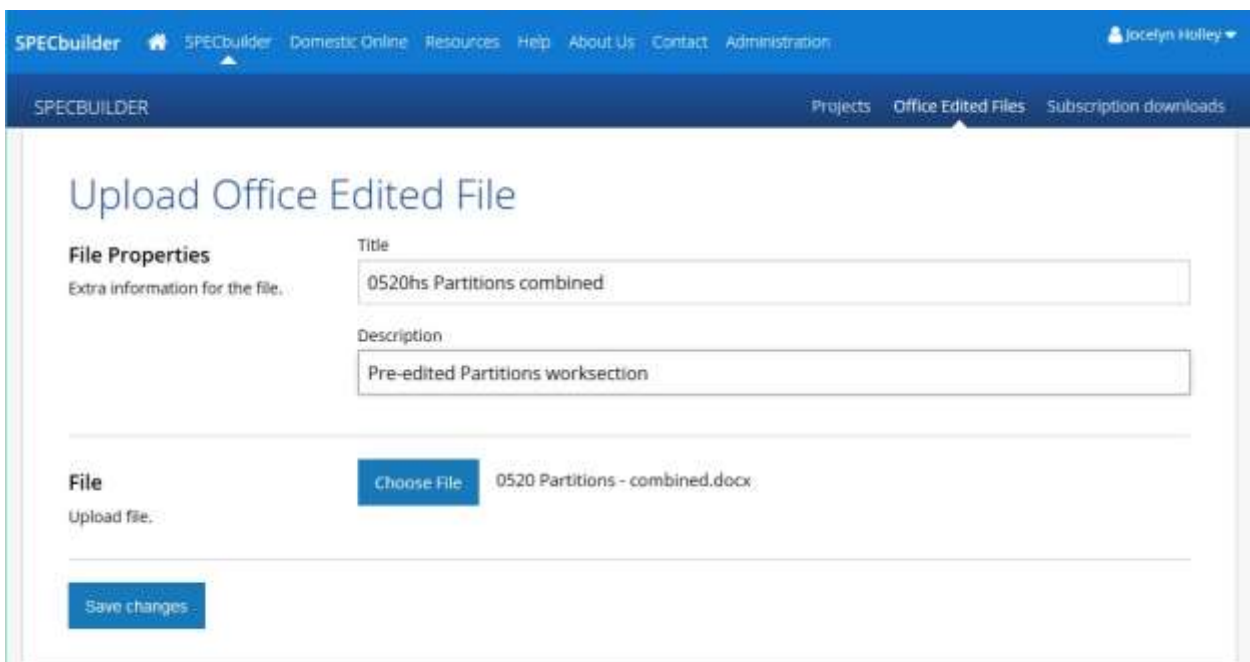 SPECbuilder SPECbuilder Domestic Online Resources Help About Us Contact Administration Jocelyn Holley
SPECBUILDER Projects Office Edited Files Subscription downloads
Upload Office Edited File
File Properties
Extra information for the file.
Title
0520hs Partitions combined
Description
Pre-edited Partitions worksection
File
Upload file.
Choose File 0520 Partitions - combined.docx
Save changes